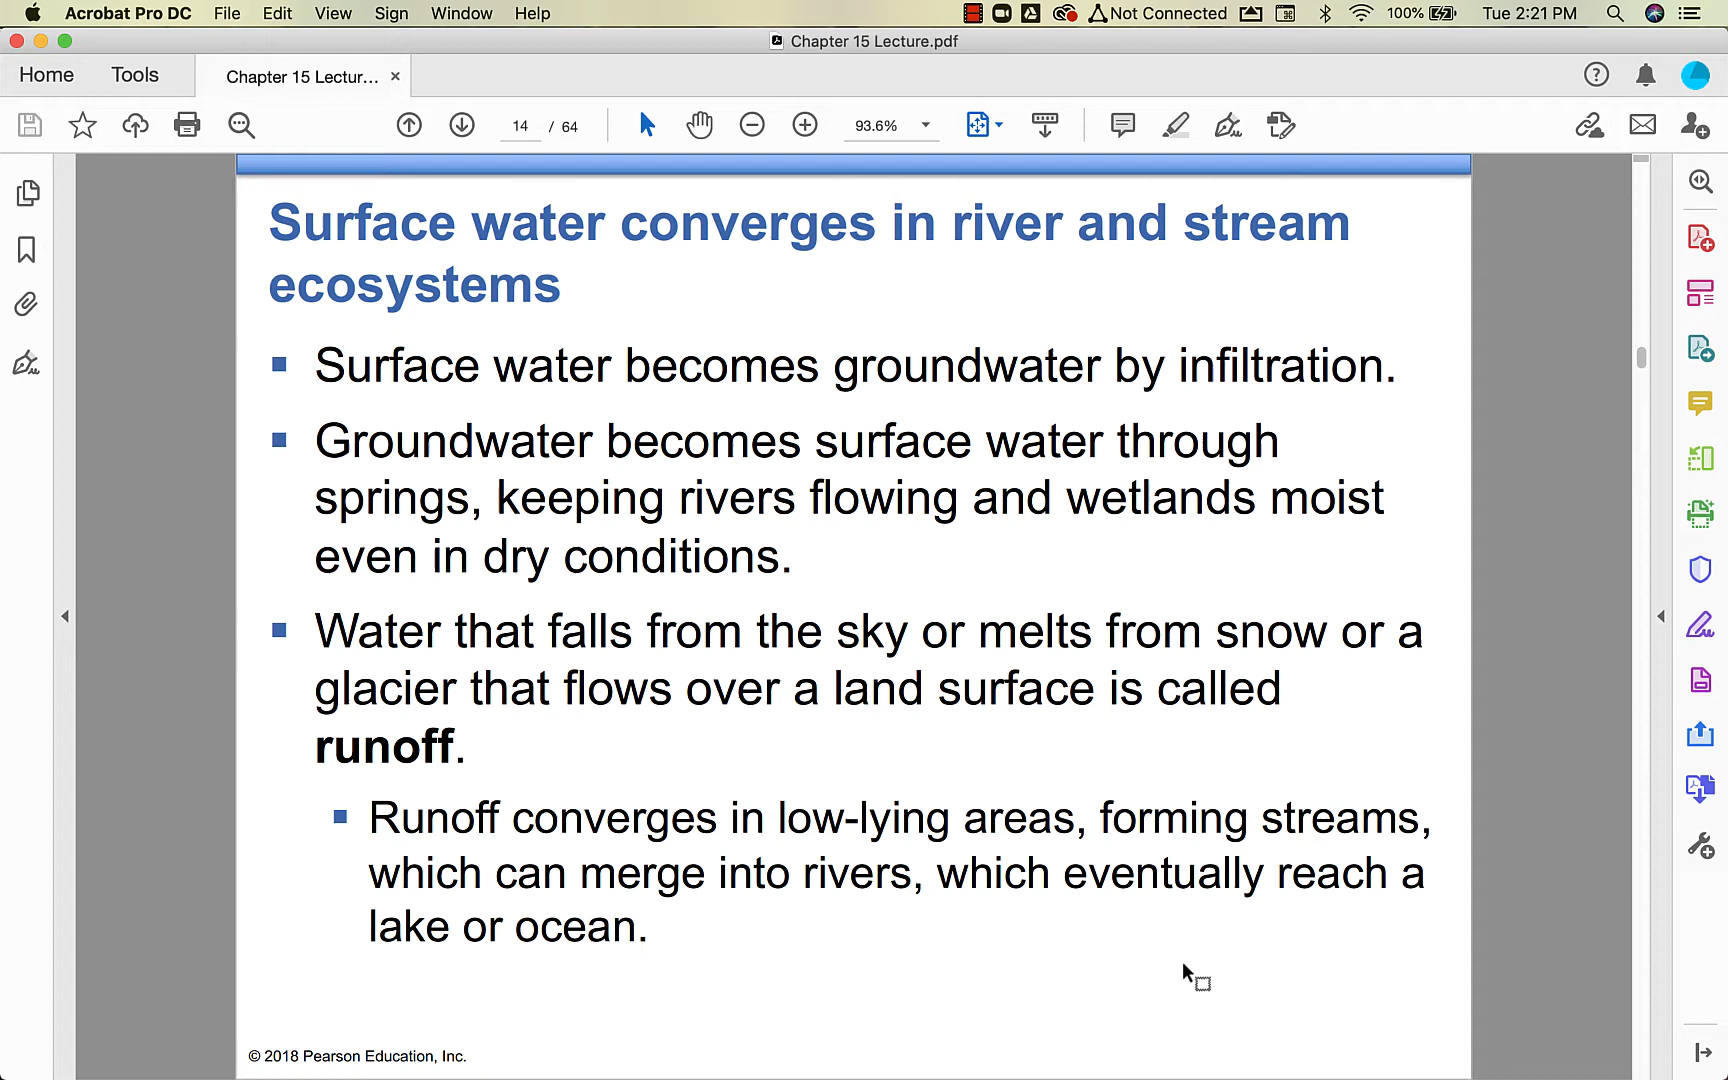 Acrobat Pro DC File Edit View Sign Window Help Not Connected 100% Tue 2:21 PM
Chapter 15 Lecture.pdf
Home Tools Chapter 15 Lectur... ×
14 / 64 93.6%
Surface water converges in river and stream
ecosystems
Surface water becomes groundwater by infiltration.
Groundwater becomes surface water through
springs, keeping rivers flowing and wetlands moist
even in dry conditions.
Water that falls from the sky or melts from snow or a
glacier that flows over a land surface is called
runoff.
Runoff converges in low-lying areas, forming streams,
which can merge into rivers, which eventually reach a
lake or ocean.
© 2018 Pearson Education, Inc.